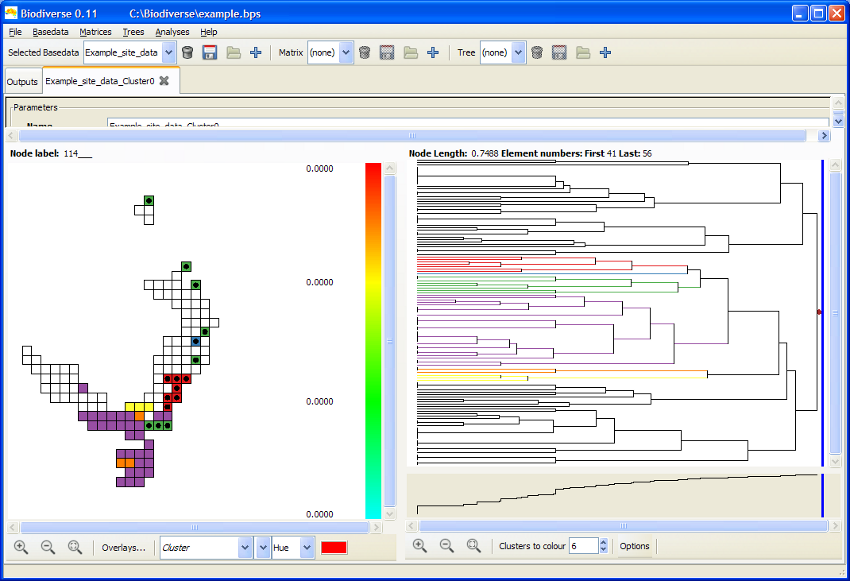 Biodiverse 0.11 C:\Biodiverse\example.bps
File Basedata Matrices Trees Analyses Help
Selected Basedata Example_site_data Matrix (none) Tree (none)
Outputs Example_site_data_Cluster0
Parameters
Name Example_site_data_Cluster0
Node label: 114___ Node Length: 0.7488 Element numbers: First 41 Last: 56
0.0000
0.0000
0.0000
0.0000
Overlays... Cluster Hue Clusters to colour 6 Options